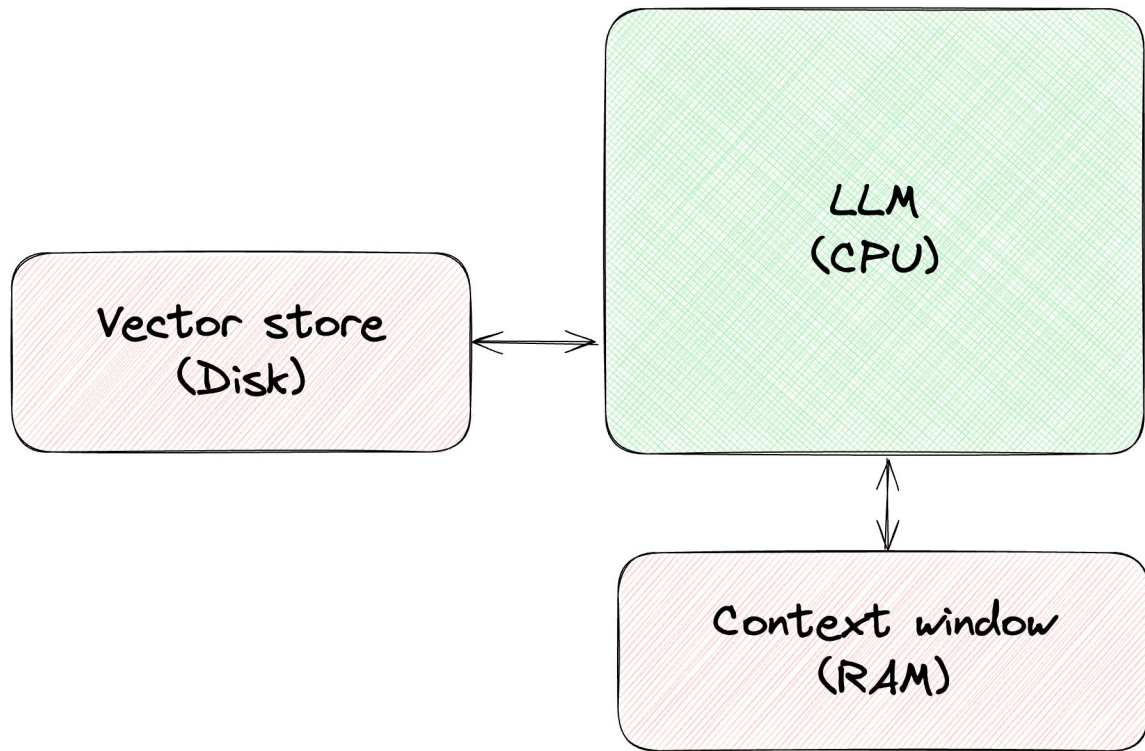 LLM
(CPU)
Vector store
(Disk)
Context window
(RAM)